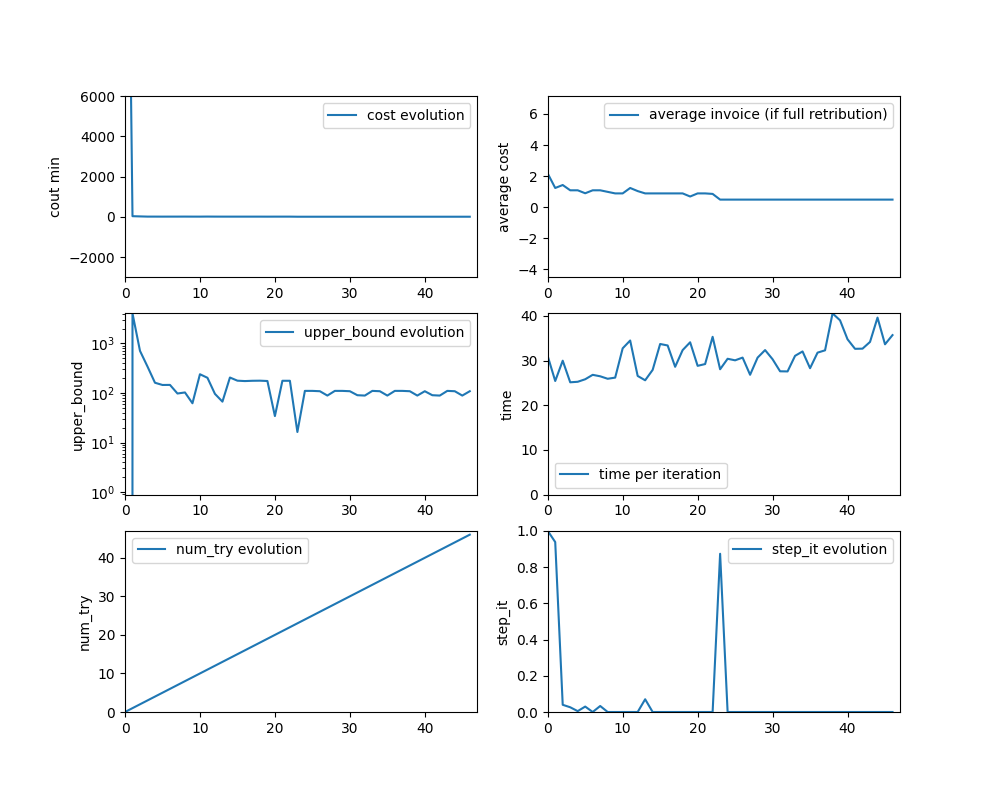 6000
4000
2000
0
−2000
cout min
cost evolution
0 10 20 30 40
6
4
2
0
−2
−4
average cost
average invoice (if full retribution)
0 10 20 30 40
10³
10²
10¹
10⁰
upper_bound
upper_bound evolution
0 10 20 30 40
40
30
20
10
0
time
time per iteration
0 10 20 30 40
40
30
20
10
0
num_try
num_try evolution
0 10 20 30 40
1.0
0.8
0.6
0.4
0.2
0.0
step_it
step_it evolution
0 10 20 30 40